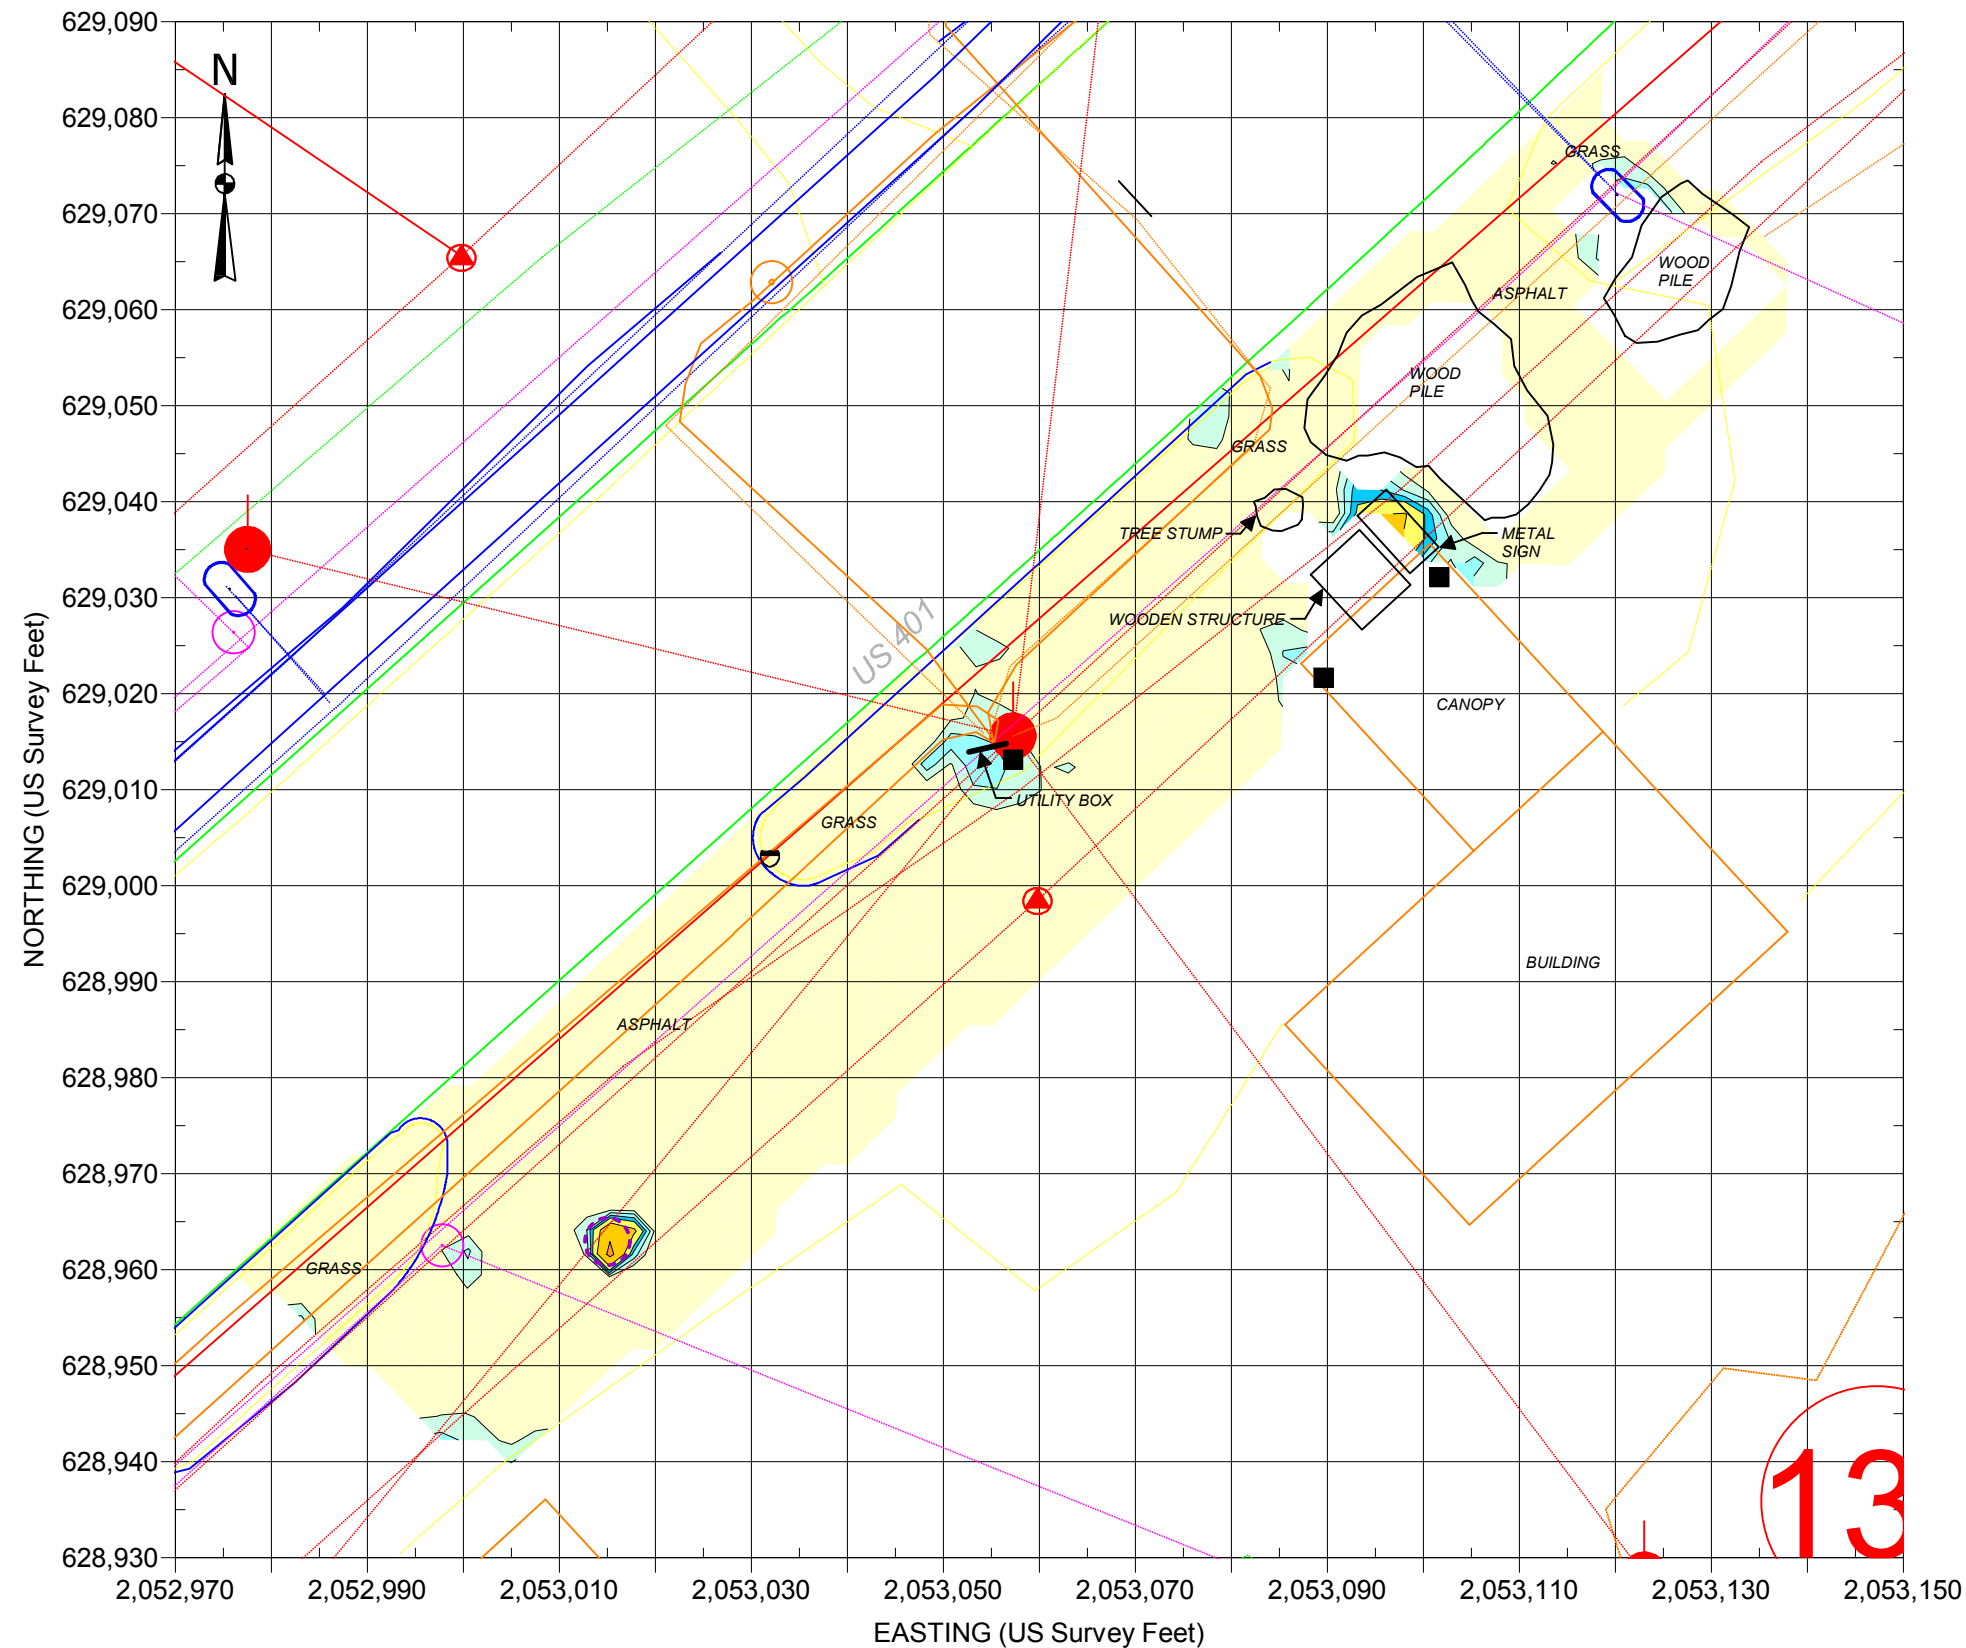 629,090
N
629,080
GRASS
629,070
WOOD
PILE
629,060
ASPHALT
WOOD
PILE
629,050
GRASS
629,040
TREE STUMP
METAL
SIGN
629,030
WOODEN STRUCTURE
US 401
629,020
CANOPY
629,010
UTILITY BOX
GRASS
629,000
628,990
BUILDING
ASPHALT
628,980
628,970
628,960
GRASS
628,950
628,940
13
628,930
NORTHING (US Survey Feet)
2,052,970 2,052,990 2,053,010 2,053,030 2,053,050 2,053,070 2,053,090 2,053,110 2,053,130 2,053,150
EASTING (US Survey Feet)